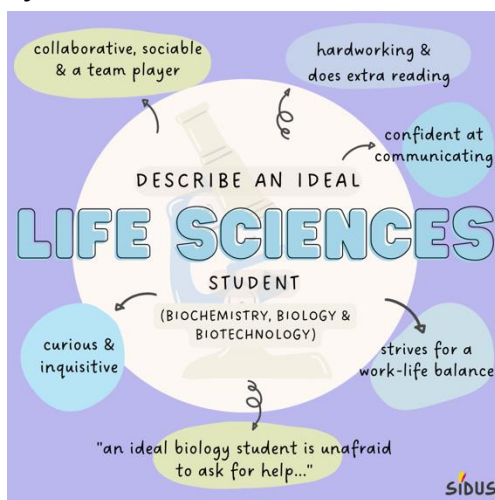 collaborative, sociable
& a team player
hardworking &
does extra reading
confident at
communicating
DESCRIBE AN IDEAL
LIFE SCIENCES
STUDENT
(BIOCHEMISTRY, BIOLOGY &
BIOTECHNOLOGY)
curious &
inquisitive
strives for a
work-life balance
"an ideal biology student is unafraid
to ask for help..."
SIDUS